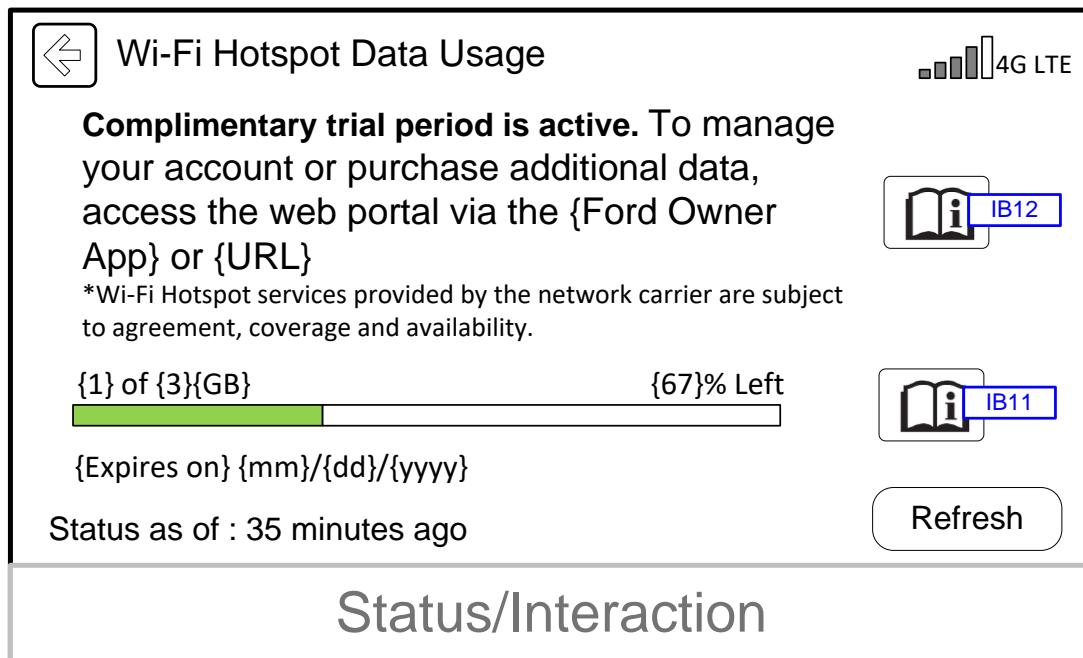 Wi-Fi Hotspot Data Usage
4G LTE
Complimentary trial period is active. To manage
your account or purchase additional data,
access the web portal via the {Ford Owner
App} or {URL}
IB12
*Wi-Fi Hotspot services provided by the network carrier are subject
to agreement, coverage and availability.
{1} of {3}{GB}
{67}% Left
IB11
{Expires on} {mm}/{dd}/{yyyy}
Status as of : 35 minutes ago
Refresh
Status/Interaction